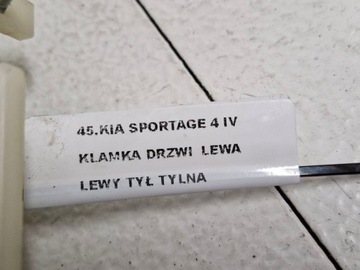 45.KIA SPORTAGE 4 IV
KLAMKA DRZWI LEWA
LEWY TYŁ TYLNA